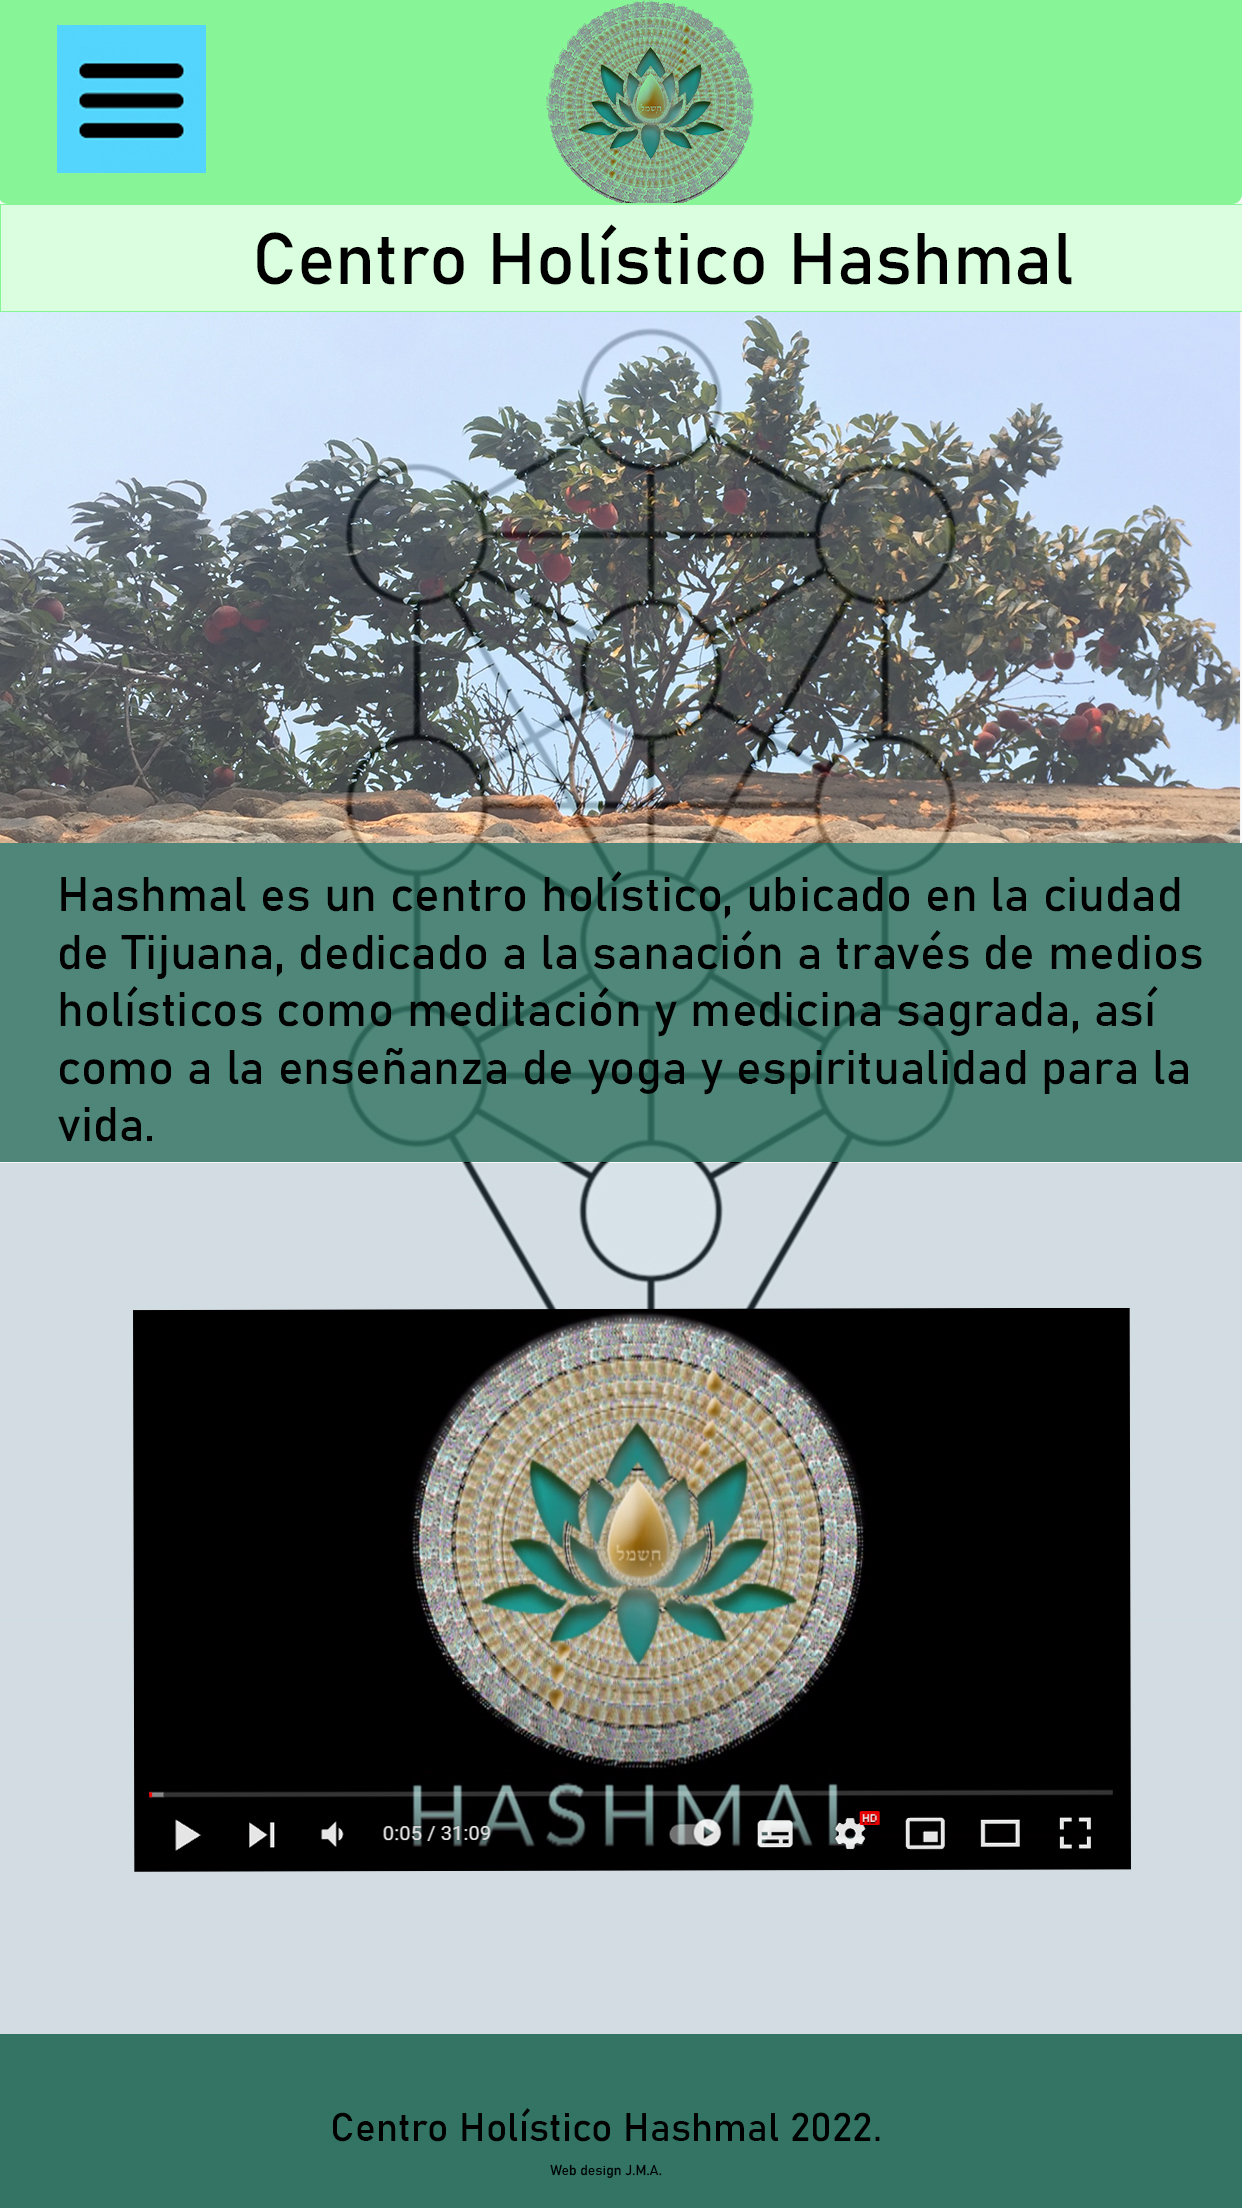 חשמל
Centro Holístico Hashmal
Hashmal es un centro holístico, ubicado en la ciudad
de Tijuana, dedicado a la sanación a través de medios
holísticos como meditación y medicina sagrada, así
como a la enseñanza de yoga y espiritualidad para la
vida.
חשמל
HASHMAL
HD
0:05 / 31:09
Centro Holístico Hashmal 2022.
Web design J.M.A.